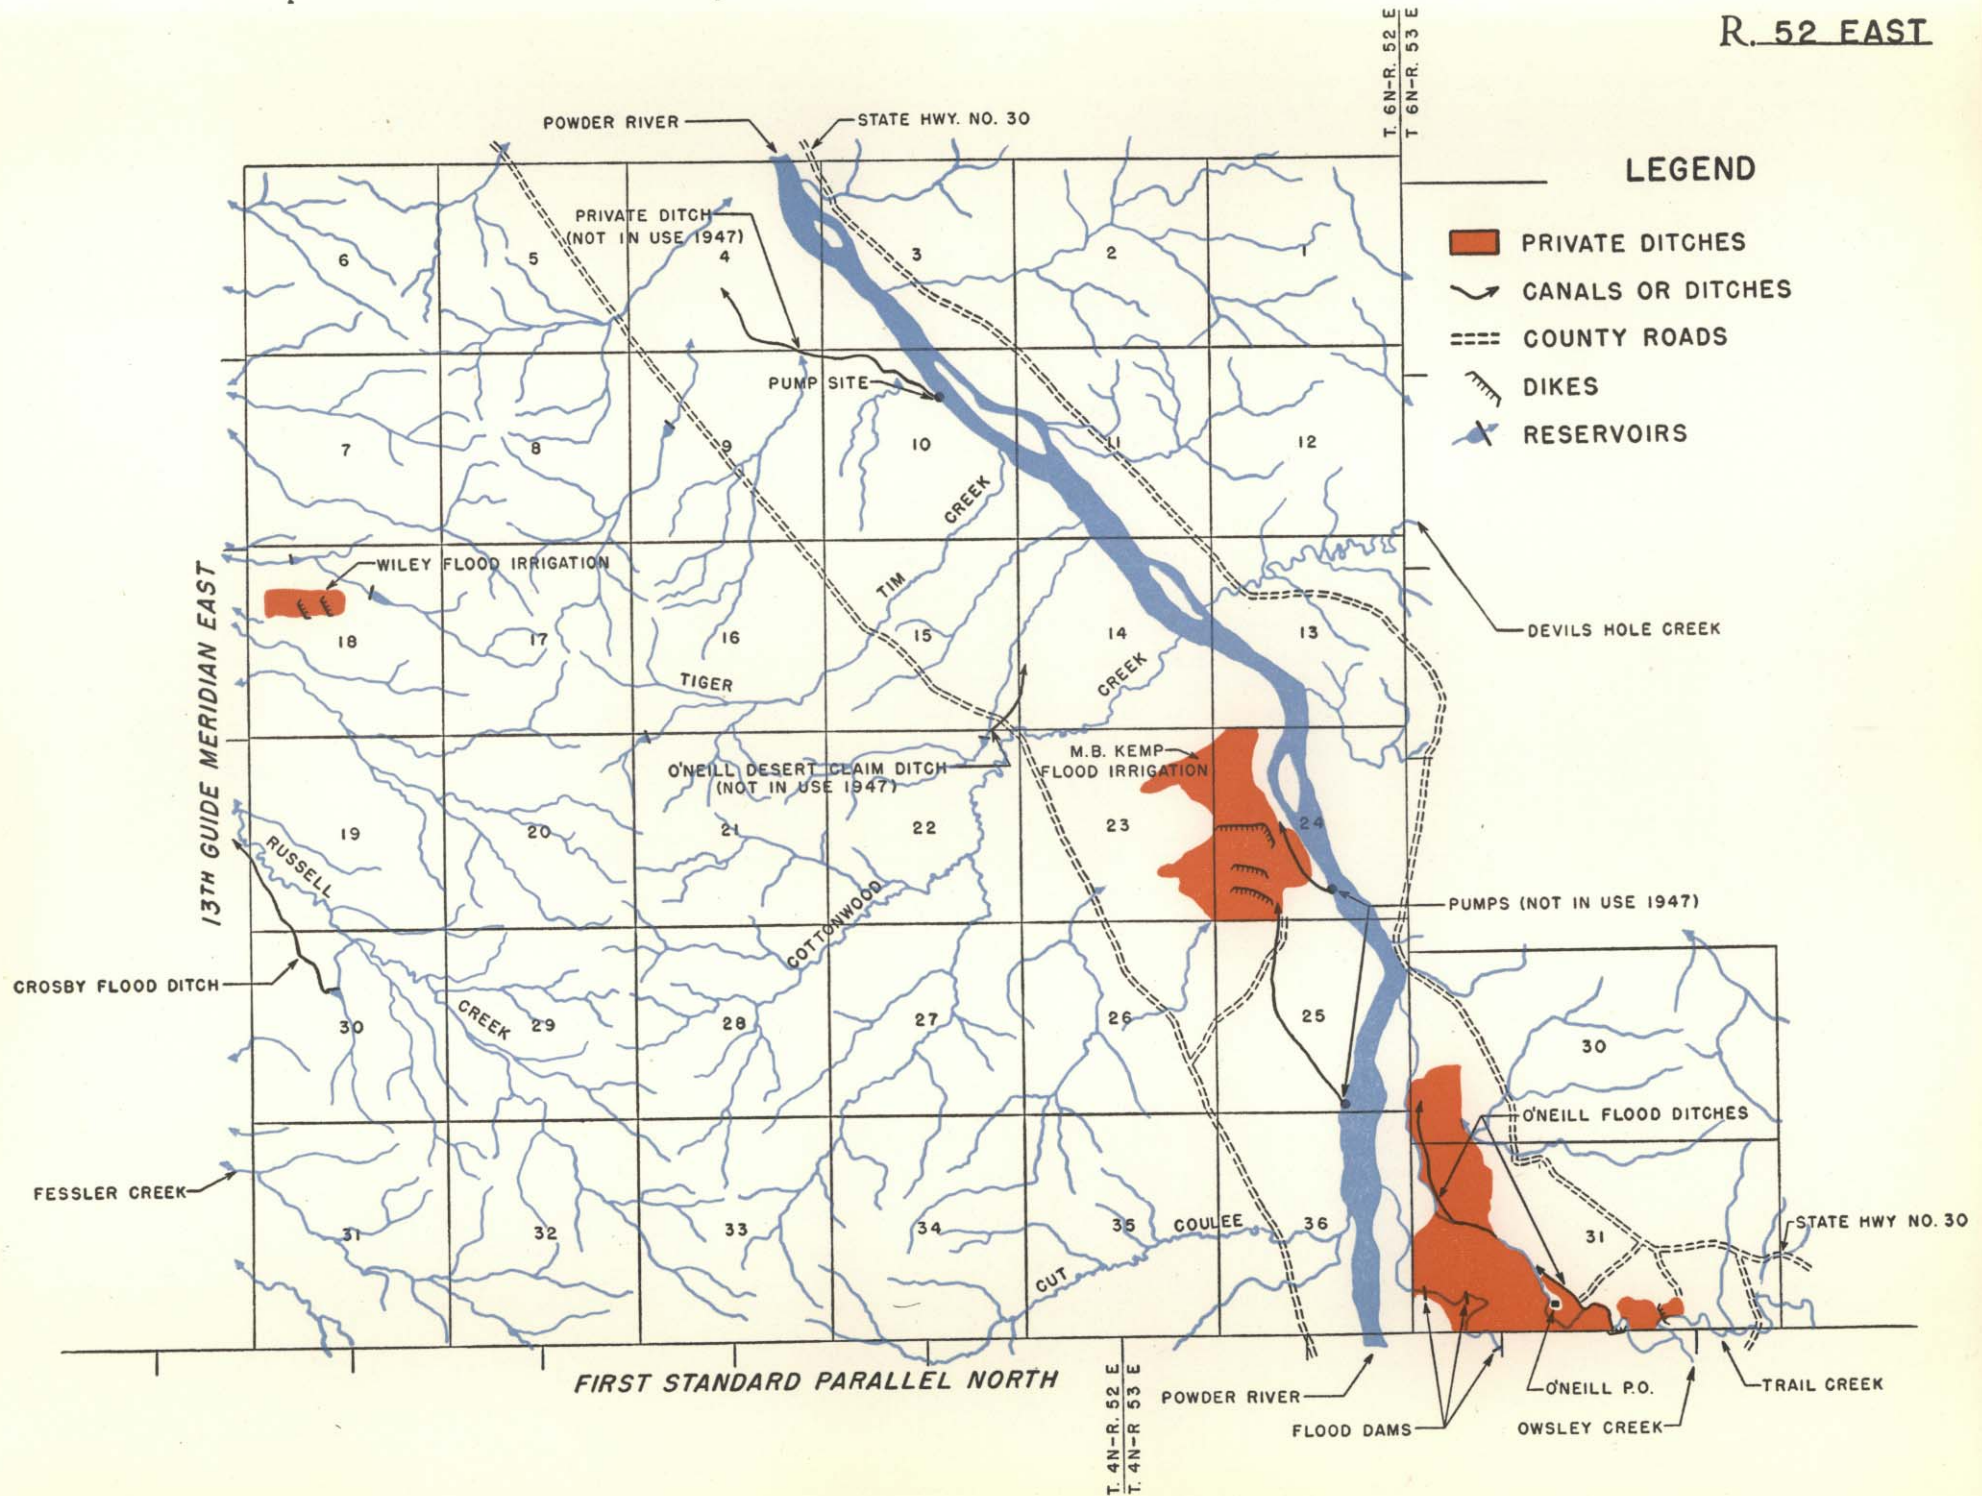 R. 52 EAST
T. 6N-R. 52 E
T 6N-R. 53 E
POWDER RIVER
STATE HWY. NO. 30
LEGEND
PRIVATE DITCHES
CANALS OR DITCHES
COUNTY ROADS
DIKES
RESERVOIRS
PRIVATE DITCH
(NOT IN USE 1947)
6
5
4
3
2
1
PUMP SITE
7
8
9
10
11
12
CREEK
TIM
WILEY FLOOD IRRIGATION
13TH GUIDE MERIDIAN EAST
18
17
16
15
14
13
DEVILS HOLE CREEK
TIGER
CREEK
O'NEILL DESERT CLAIM DITCH
(NOT IN USE 1947)
M.B. KEMP
FLOOD IRRIGATION
19
20
21
22
23
24
RUSSELL
COTTONWOOD
PUMPS (NOT IN USE 1947)
CROSBY FLOOD DITCH
CREEK
30
29
28
27
26
25
30
O'NEILL FLOOD DITCHES
FESSLER CREEK
31
32
33
34
35
COULEE
36
31
STATE HWY NO. 30
CUT
FIRST STANDARD PARALLEL NORTH
T. 4N-R. 52 E
T. 4N-R 53 E
POWDER RIVER
FLOOD DAMS
O'NEILL P.O.
OWSLEY CREEK
TRAIL CREEK